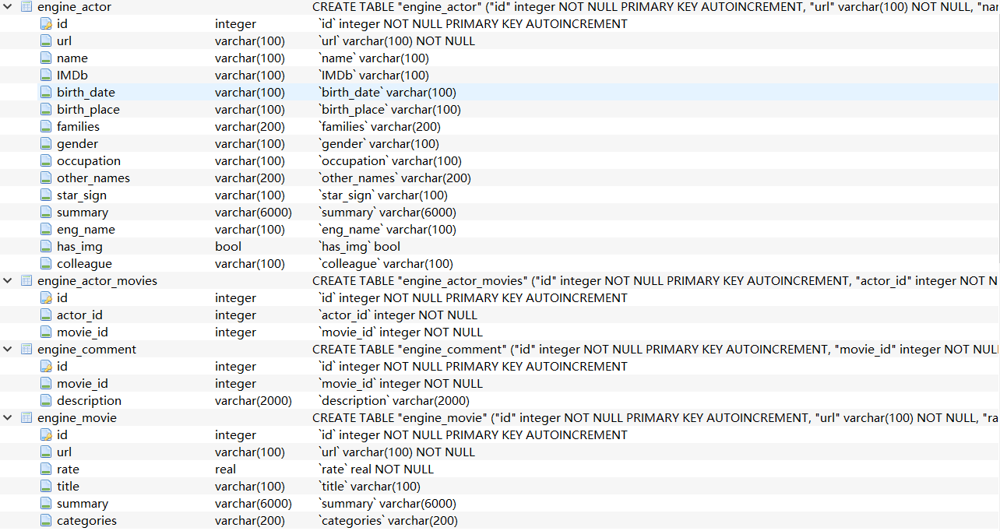 engine_actor CREATE TABLE "engine_actor" ("id" integer NOT NULL PRIMARY KEY AUTOINCREMENT, "url" varchar(100) NOT NULL, "nar
id integer `id` integer NOT NULL PRIMARY KEY AUTOINCREMENT
url varchar(100) `url` varchar(100) NOT NULL
name varchar(100) `name` varchar(100)
IMDb varchar(100) `IMDb` varchar(100)
birth_date varchar(100) `birth_date` varchar(100)
birth_place varchar(100) `birth_place` varchar(100)
families varchar(200) `families` varchar(200)
gender varchar(100) `gender` varchar(100)
occupation varchar(100) `occupation` varchar(100)
other_names varchar(200) `other_names` varchar(200)
star_sign varchar(100) `star_sign` varchar(100)
summary varchar(6000) `summary` varchar(6000)
eng_name varchar(100) `eng_name` varchar(100)
has_img bool `has_img` bool
colleague varchar(100) `colleague` varchar(100)
engine_actor_movies CREATE TABLE "engine_actor_movies" ("id" integer NOT NULL PRIMARY KEY AUTOINCREMENT, "actor_id" integer NOT N
id integer `id` integer NOT NULL PRIMARY KEY AUTOINCREMENT
actor_id integer `actor_id` integer NOT NULL
movie_id integer `movie_id` integer NOT NULL
engine_comment CREATE TABLE "engine_comment" ("id" integer NOT NULL PRIMARY KEY AUTOINCREMENT, "movie_id" integer NOT NUL
id integer `id` integer NOT NULL PRIMARY KEY AUTOINCREMENT
movie_id integer `movie_id` integer NOT NULL
description varchar(2000) `description` varchar(2000)
engine_movie CREATE TABLE "engine_movie" ("id" integer NOT NULL PRIMARY KEY AUTOINCREMENT, "url" varchar(100) NOT NULL, "ra
id integer `id` integer NOT NULL PRIMARY KEY AUTOINCREMENT
url varchar(100) `url` varchar(100) NOT NULL
rate real `rate` real NOT NULL
title varchar(100) `title` varchar(100)
summary varchar(6000) `summary` varchar(6000)
categories varchar(200) `categories` varchar(200)